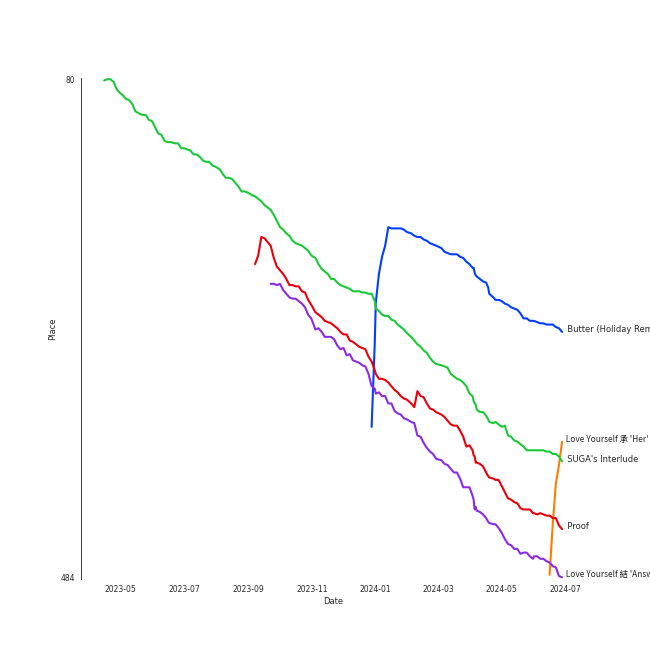 80
Place
Butter (Holiday Rem
Love Yourself 承 'Her'
SUGA's Interlude
Proof
Love Yourself 結 'Answ
484
2023-05 2023-07 2023-09 2023-11 2024-01 2024-03 2024-05 2024-07
Date